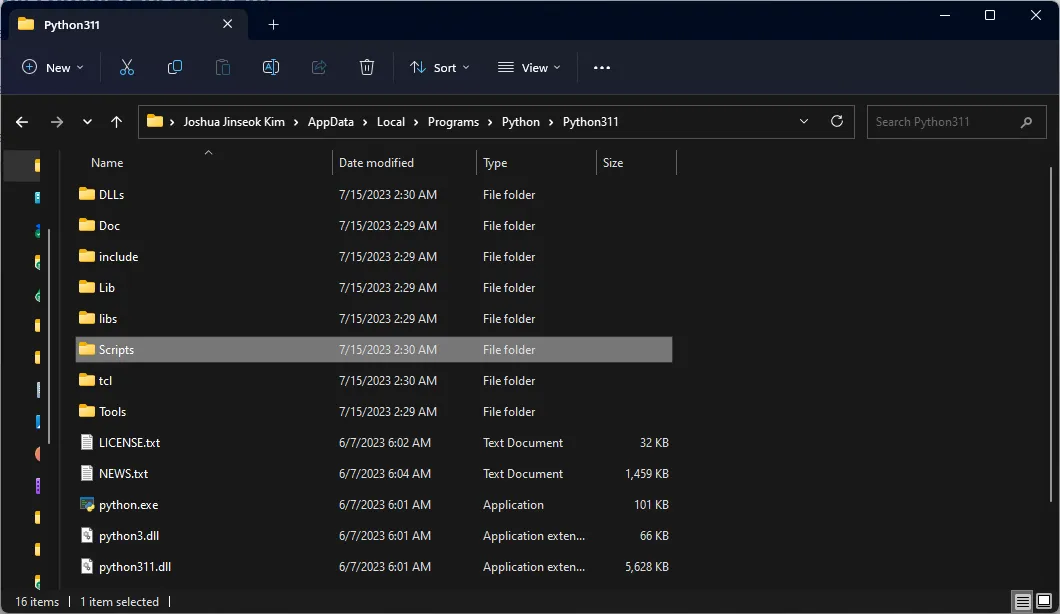 Python311
New Sort View
Joshua Jinseok Kim AppData Local Programs Python Python311 Search Python311
Name Date modified Type Size
DLLs 7/15/2023 2:30 AM File folder
Doc 7/15/2023 2:29 AM File folder
include 7/15/2023 2:29 AM File folder
Lib 7/15/2023 2:29 AM File folder
libs 7/15/2023 2:29 AM File folder
Scripts 7/15/2023 2:30 AM File folder
tcl 7/15/2023 2:30 AM File folder
Tools 7/15/2023 2:29 AM File folder
LICENSE.txt 6/7/2023 6:02 AM Text Document 32 KB
NEWS.txt 6/7/2023 6:04 AM Text Document 1,459 KB
python.exe 6/7/2023 6:01 AM Application 101 KB
python3.dll 6/7/2023 6:01 AM Application exten... 66 KB
python311.dll 6/7/2023 6:01 AM Application exten... 5,628 KB
16 items 1 item selected